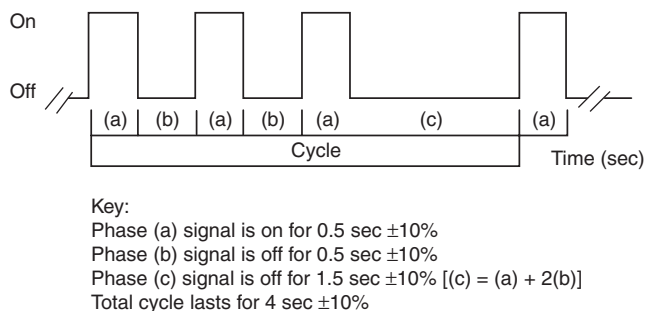 On
Off
(a) (b) (a) (b) (a) (c) (a)
Cycle
Time (sec)
Key:
Phase (a) signal is on for 0.5 sec ±10%
Phase (b) signal is off for 0.5 sec ±10%
Phase (c) signal is off for 1.5 sec ±10% [(c) = (a) + 2(b)]
Total cycle lasts for 4 sec ±10%